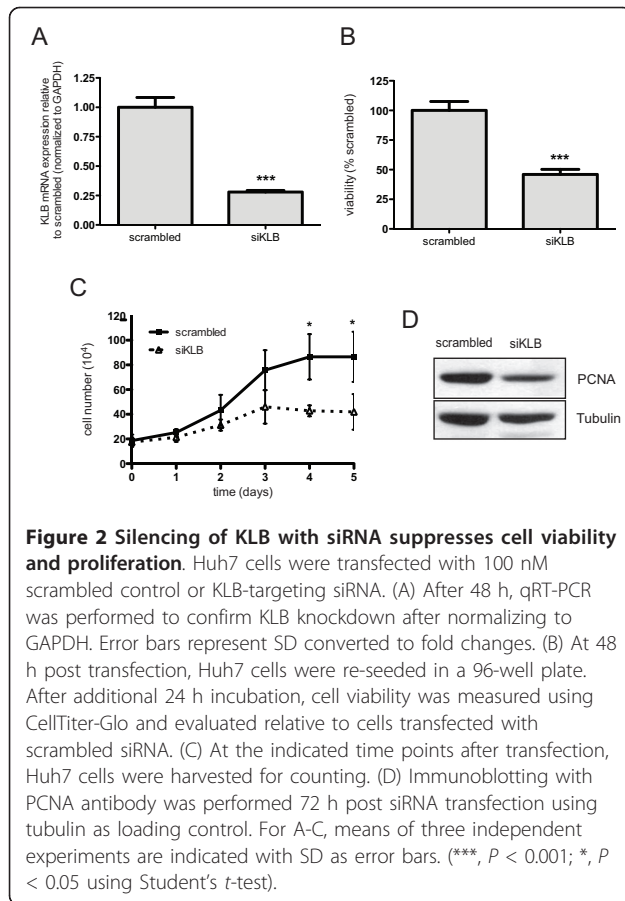 A
KLB mRNA expression relative
to scrambled (normalized to GAPDH)
1.25
1.00
0.75
0.50
0.25
0.00
***
scrambled
siKLB
B
viability (% scrambled)
125
100
75
50
25
0
***
scrambled
siKLB
C
cell number (10⁴)
120
100
80
60
40
20
0
scrambled
siKLB
*
*
0
1
2
3
4
5
time (days)
D
scrambled siKLB
PCNA
Tubulin
Figure 2 Silencing of KLB with siRNA suppresses cell viability
and proliferation. Huh7 cells were transfected with 100 nM
scrambled control or KLB-targeting siRNA. (A) After 48 h, qRT-PCR
was performed to confirm KLB knockdown after normalizing to
GAPDH. Error bars represent SD converted to fold changes. (B) At 48
h post transfection, Huh7 cells were re-seeded in a 96-well plate.
After additional 24 h incubation, cell viability was measured using
CellTiter-Glo and evaluated relative to cells transfected with
scrambled siRNA. (C) At the indicated time points after transfection,
Huh7 cells were harvested for counting. (D) Immunoblotting with
PCNA antibody was performed 72 h post siRNA transfection using
tubulin as loading control. For A-C, means of three independent
experiments are indicated with SD as error bars. (***, P < 0.001; *, P
< 0.05 using Student's t-test).